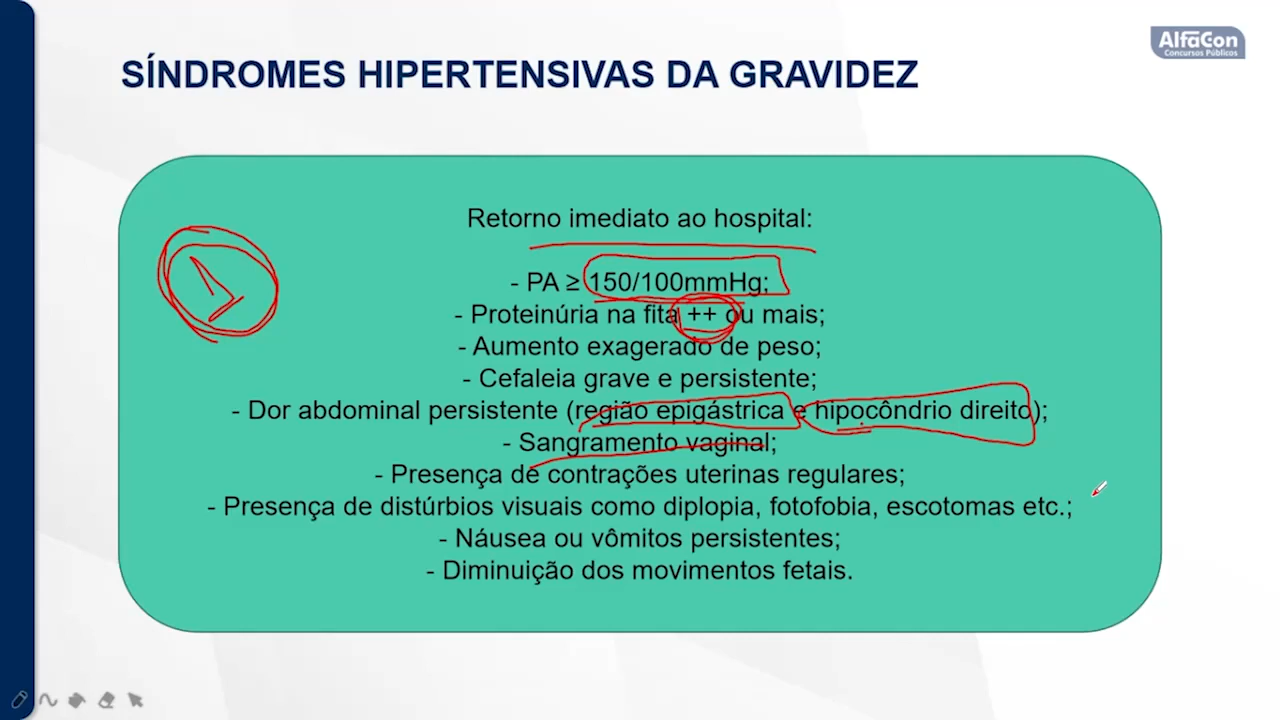 AlfaCon
Concursos Públicos
SÍNDROMES HIPERTENSIVAS DA GRAVIDEZ
Retorno imediato ao hospital:
- PA ≥ 150/100mmHg;
- Proteinúria na fita ++ ou mais;
- Aumento exagerado de peso;
- Cefaleia grave e persistente;
- Dor abdominal persistente (região epigástrica e hipocôndrio direito);
- Sangramento vaginal;
- Presença de contrações uterinas regulares;
- Presença de distúrbios visuais como diplopia, fotofobia, escotomas etc.;
- Náusea ou vômitos persistentes;
- Diminuição dos movimentos fetais.